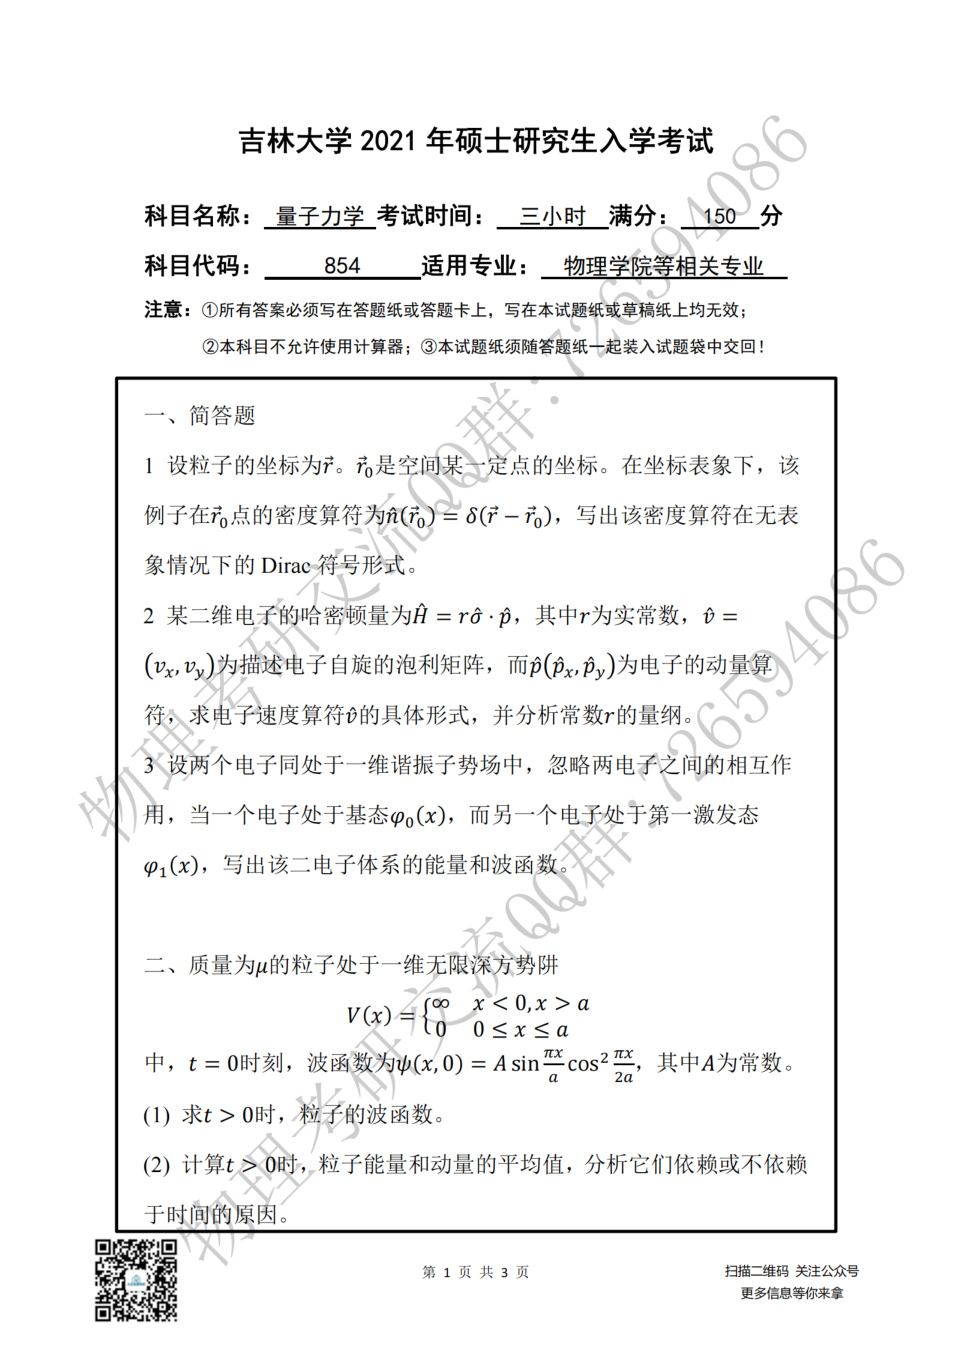 吉林大学 2021 年硕士研究生入学考试
科目名称： 量子力学 考试时间： 三小时 满分： 150 分
科目代码： 854 适用专业： 物理学院等相关专业
注意：①所有答案必须写在答题纸或答题卡上，写在本试题纸或草稿纸上均无效；
②本科目不允许使用计算器；③本试题纸须随答题纸一起装入试题袋中交回！
一、简答题
1 设粒子的坐标为r⃗。r⃗₀是空间某一定点的坐标。在坐标表象下，该
例子在r⃗₀点的密度算符为n̂(r⃗₀) = δ(r⃗ − r⃗₀)，写出该密度算符在无表
象情况下的 Dirac 符号形式。
2 某二维电子的哈密顿量为Ĥ = rσ̂ · p̂，其中r为实常数，v̂ =
(vₓ, v_y)为描述电子自旋的泡利矩阵，而p̂(p̂ₓ, p̂_y)为电子的动量算
符，求电子速度算符v̂的具体形式，并分析常数r的量纲。
3 设两个电子同处于一维谐振子势场中，忽略两电子之间的相互作
用，当一个电子处于基态φ₀(x)，而另一个电子处于第一激发态
φ₁(x)，写出该二电子体系的能量和波函数。
二、质量为μ的粒子处于一维无限深方势阱
V(x) = {∞ x < 0, x > a
0 0 ≤ x ≤ a
中，t = 0时刻，波函数为ψ(x, 0) = A sin πx/a cos² πx/2a，其中A为常数。
(1) 求t > 0时，粒子的波函数。
(2) 计算t > 0时，粒子能量和动量的平均值，分析它们依赖或不依赖
于时间的原因。
物理考研交流QQ群：726594086
物理考研交流QQ群：726594086
第 1 页 共 3 页
扫描二维码 关注公众号
更多信息等你来拿